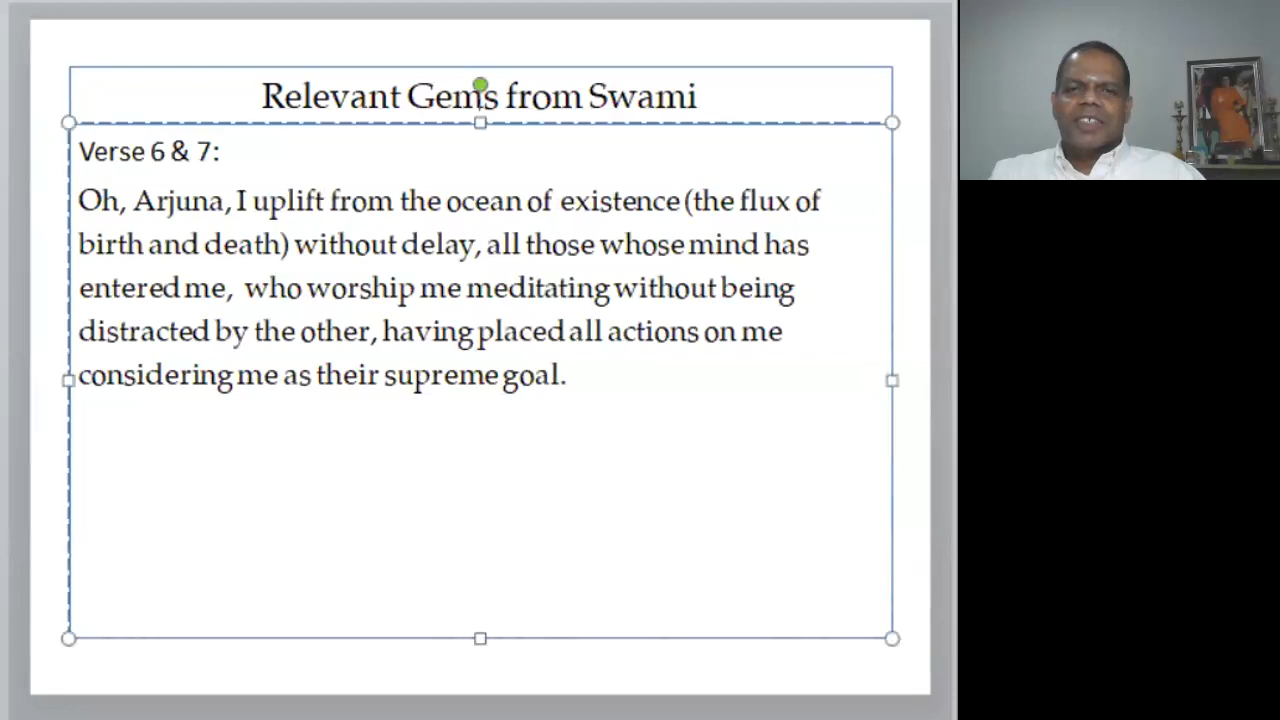 Relevant Gems from Swami
Verse 6 & 7:
Oh, Arjuna, I uplift from the ocean of existence (the flux of
birth and death) without delay, all those whose mind has
entered me, who worship me meditating without being
distracted by the other, having placed all actions on me
considering me as their supreme goal.